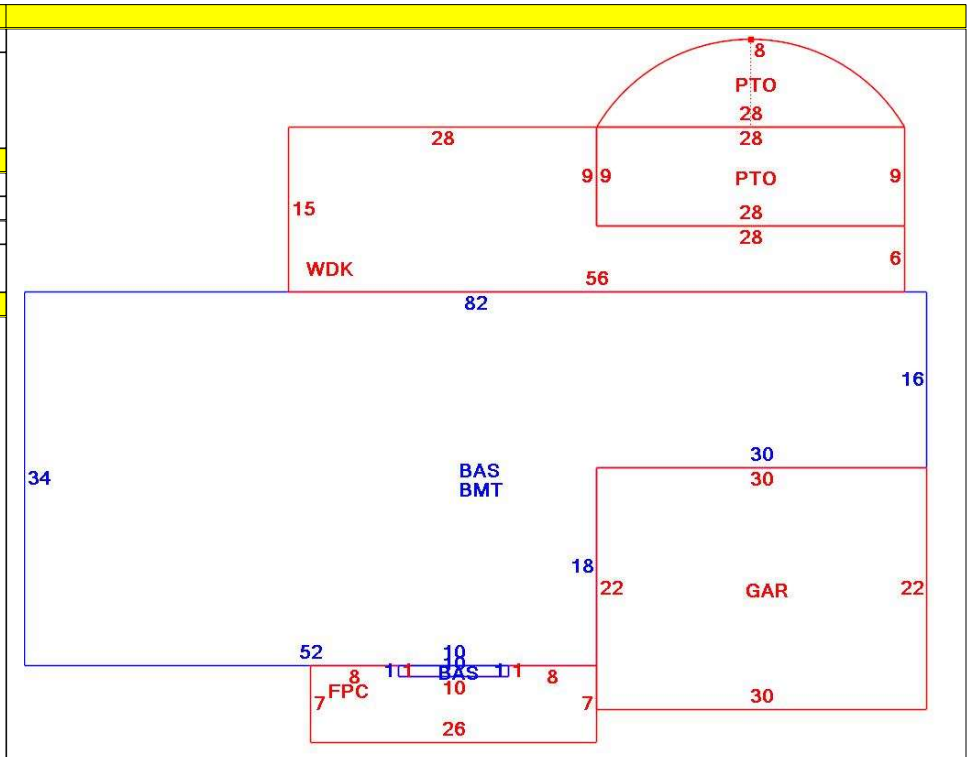 8
PTO
28
28 28
9 9 PTO 9
15
28
28
WDK 56 6
82
16
30
34 BAS 30
BMT
18
22 GAR 22
52 10
10
1 1 BAS 1 1
8 10 8
7 FPC 7
30
26